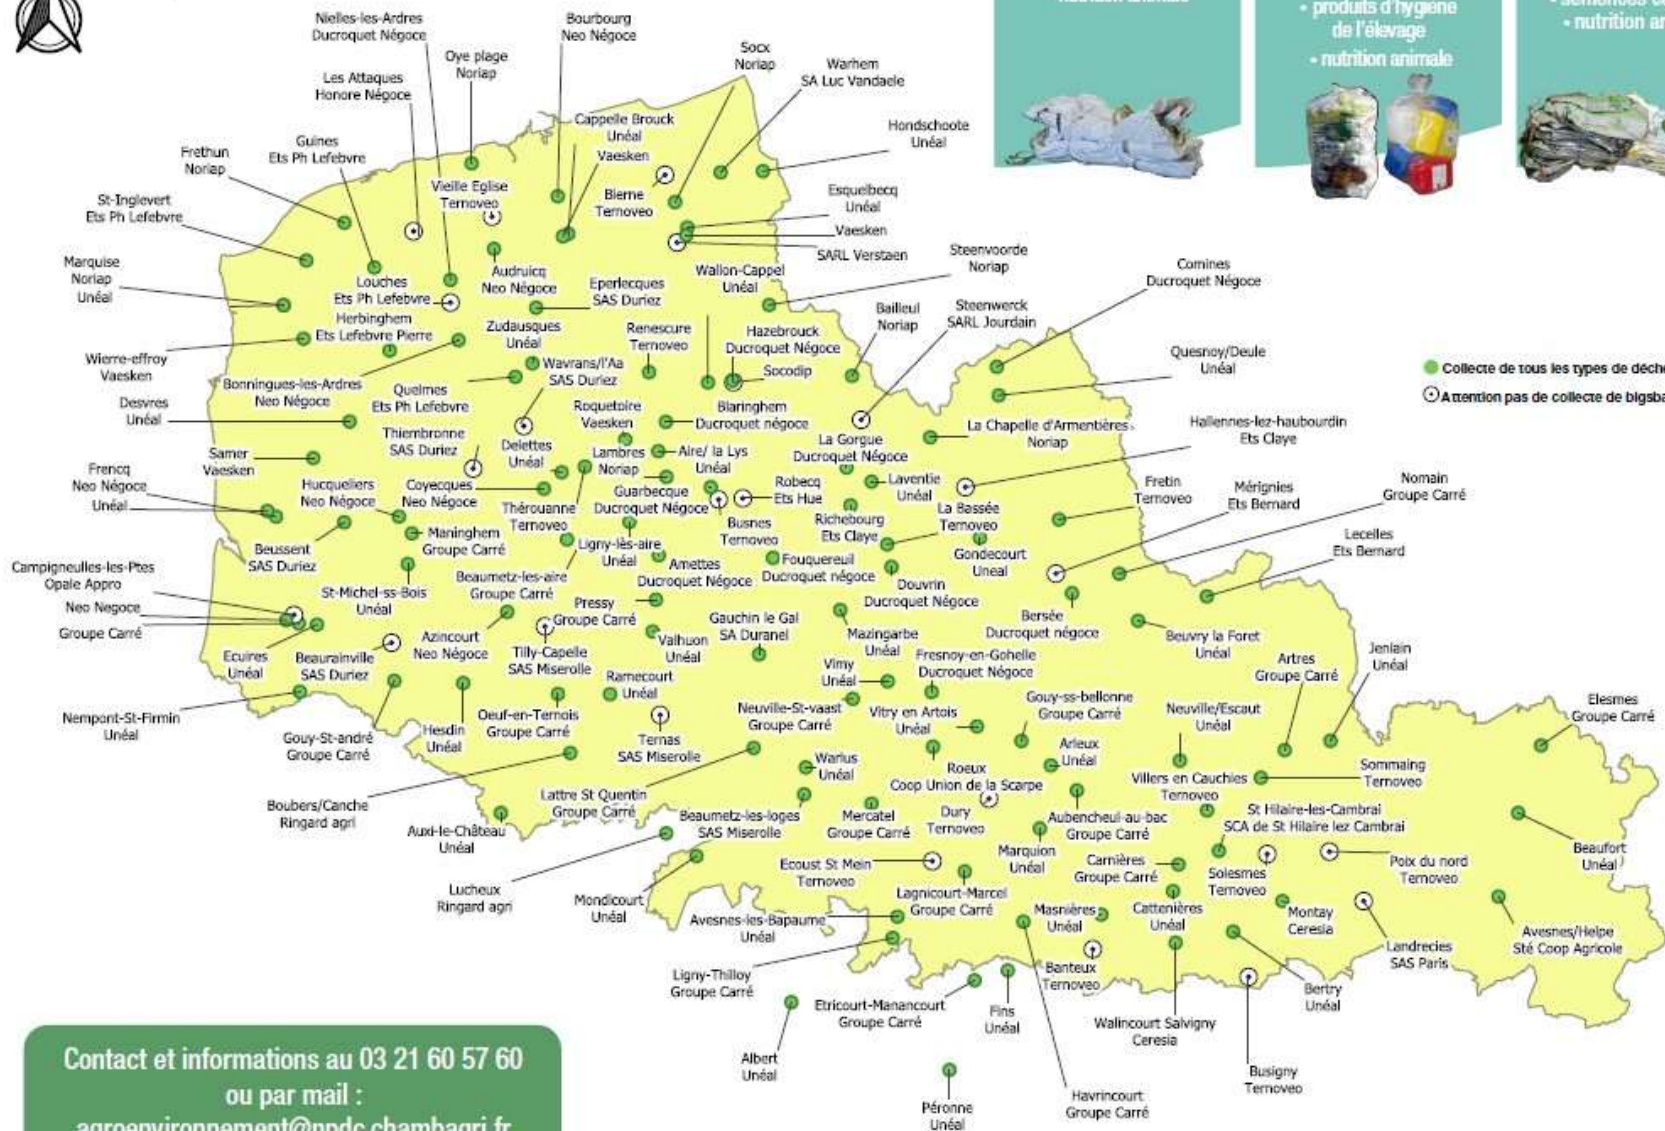 nutrition animale
• produits d'hygiène
de l'élevage
• nutrition animale
• nutrition
Nielles-les-Ardres
Ducroquet Négoce
Bourbourg
Neo Négoce
Oye plage
Noriap
Socx
Noriap
Warhem
SA Luc Vandaele
Les Attaques
Honore Négoce
Cappelle Brouck
Unéal
Vaesken
Hondschoote
Unéal
Guines
Ets Ph Lefebvre
Frethun
Noriap
Vieille Eglise
Ternoveo
Bierne
Ternoveo
Esquelbecq
Unéal
Vaesken
SARL Verstaen
St-Inglevert
Ets Ph Lefebvre
Steenvoorde
Noriap
Marquise
Noriap
Unéal
Louches
Ets Ph Lefebvre
Audruicq
Neo Négoce
Eperlecques
SAS Duriez
Wallon-Cappel
Unéal
Comines
Ducroquet Négoce
Herbinghem
Ets Lefebvre Pierre
Zudausques
Unéal
Renescure
Ternoveo
Hazebrouck
Ducroquet Négoce
Socodip
Bailleul
Noriap
Steenwerck
SARL Jourdain
Wierre-effroy
Vaesken
Wavrans/l'Aa
SAS Duriez
Quesnoy/Deule
Unéal
Collecte de tous les types de déche
Attention pas de collecte de bigsba
Bonningues-les-Ardres
Neo Négoce
Quelmes
Ets Ph Lefebvre
Desvres
Unéal
Roquetoire
Vaesken
Blaringhem
Ducroquet négoce
La Chapelle d'Armentières
Noriap
Hallennes-lez-haubourdin
Ets Claye
Thiembronne
SAS Duriez
Delettes
Unéal
Lambres
Noriap
Aire/ la Lys
Unéal
La Gorgue
Ducroquet Négoce
Samer
Vaesken
Frencq
Neo Négoce
Unéal
Hucqueliers
Neo Négoce
Coyecques
Neo Négoce
Guarbecque
Ducroquet Négoce
Robecq
Ets Hue
Laventie
Unéal
Fretin
Ternoveo
Mérignies
Ets Bernard
Nomain
Groupe Carré
Thérouanne
Ternoveo
Busnes
Ternoveo
Richebourg
Ets Claye
La Bassée
Ternoveo
Beussent
SAS Duriez
Maninghem
Groupe Carré
Ligny-lès-aire
Unéal
Gondecourt
Uneal
Lecelles
Ets Bernard
Campigneulles-les-Ptes
Opale Appro
Neo Negoce
Groupe Carré
St-Michel-ss-Bois
Unéal
Beaumetz-les-aire
Groupe Carré
Amettes
Ducroquet Négoce
Fouquereuil
Ducroquet négoce
Douvrin
Ducroquet Négoce
Pressy
Groupe Carré
Gauchin le Gal
SA Duranel
Bersée
Ducroquet négoce
Ecuires
Unéal
Beaurainville
SAS Duriez
Azincourt
Neo Négoce
Tilly-Capelle
SAS Miserolle
Valhuon
Unéal
Mazingarbe
Unéal
Beuvry la Foret
Unéal
Vimy
Unéal
Fresnoy-en-Gohelle
Ducroquet Négoce
Artres
Groupe Carré
Jenlain
Unéal
Ramecourt
Unéal
Nempont-St-Firmin
Unéal
Gouy-St-andré
Groupe Carré
Hesdin
Unéal
Oeuf-en-Ternois
Groupe Carré
Neuville-St-vaast
Groupe Carré
Vitry en Artois
Unéal
Gouy-ss-bellonne
Groupe Carré
Neuville/Escaut
Unéal
Elesmes
Groupe Carré
Ternas
SAS Miserolle
Warlus
Unéal
Roeux
Coop Union de la Scarpe
Arleux
Unéal
Villers en Cauchies
Ternoveo
Sommaing
Ternoveo
Boubers/Canche
Ringard agri
Lattre St Quentin
Groupe Carré
Auxi-le-Château
Unéal
Beaumetz-les-loges
SAS Miserolle
Mercatel
Groupe Carré
Dury
Ternoveo
Aubencheul-au-bac
Groupe Carré
St Hilaire-les-Cambrai
SCA de St Hilaire lez Cambrai
Marquion
Unéal
Beaufort
Unéal
Lucheux
Ringard agri
Mondicourt
Unéal
Ecoust St Mein
Ternoveo
Carnières
Groupe Carré
Solesmes
Ternoveo
Poix du nord
Ternoveo
Lagnicourt-Marcel
Groupe Carré
Avesnes-les-Bapaume
Unéal
Masnières
Unéal
Cattenières
Unéal
Montay
Ceresia
Landrecies
SAS Paris
Avesnes/Helpe
Sté Coop Agricole
Ligny-Thilloy
Groupe Carré
Banteux
Ternoveo
Bertry
Unéal
Etricourt-Manancourt
Groupe Carré
Fins
Unéal
Walincourt Salvigny
Ceresia
Albert
Unéal
Busigny
Ternoveo
Havrincourt
Groupe Carré
Péronne
Unéal
Contact et informations au 03 21 60 57 60
ou par mail :
agroenvironnement@npdc.chambagri.fr